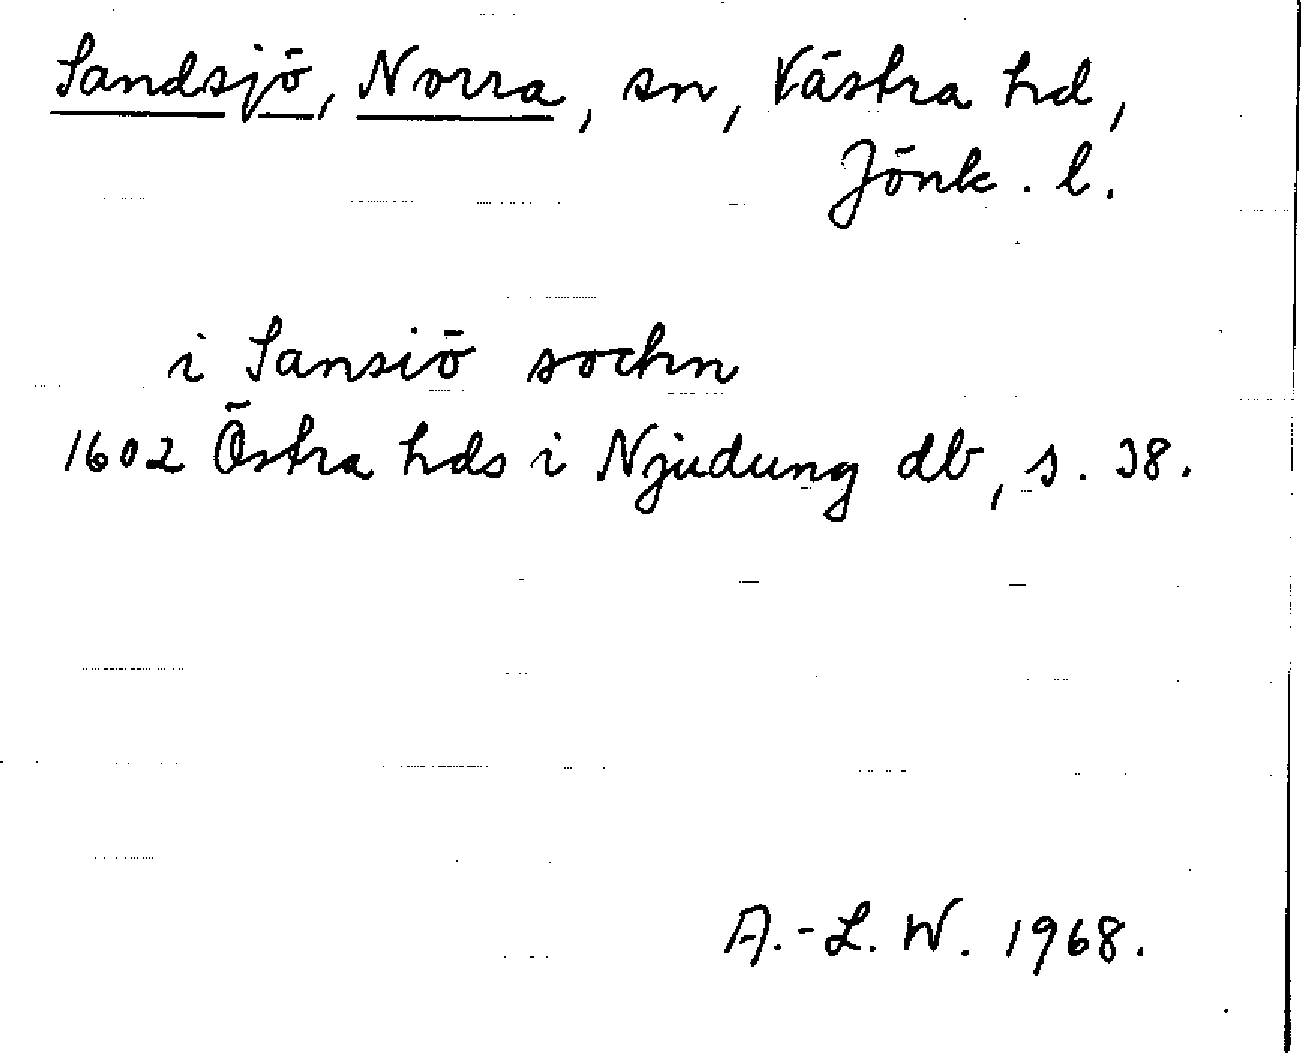 Sandsjö, Norra, sn, Västra hd,
Jönk. l.
i Sansiö sochn
1602 Östra hds i Njudung db, s. 38.
A.-L. W. 1968.